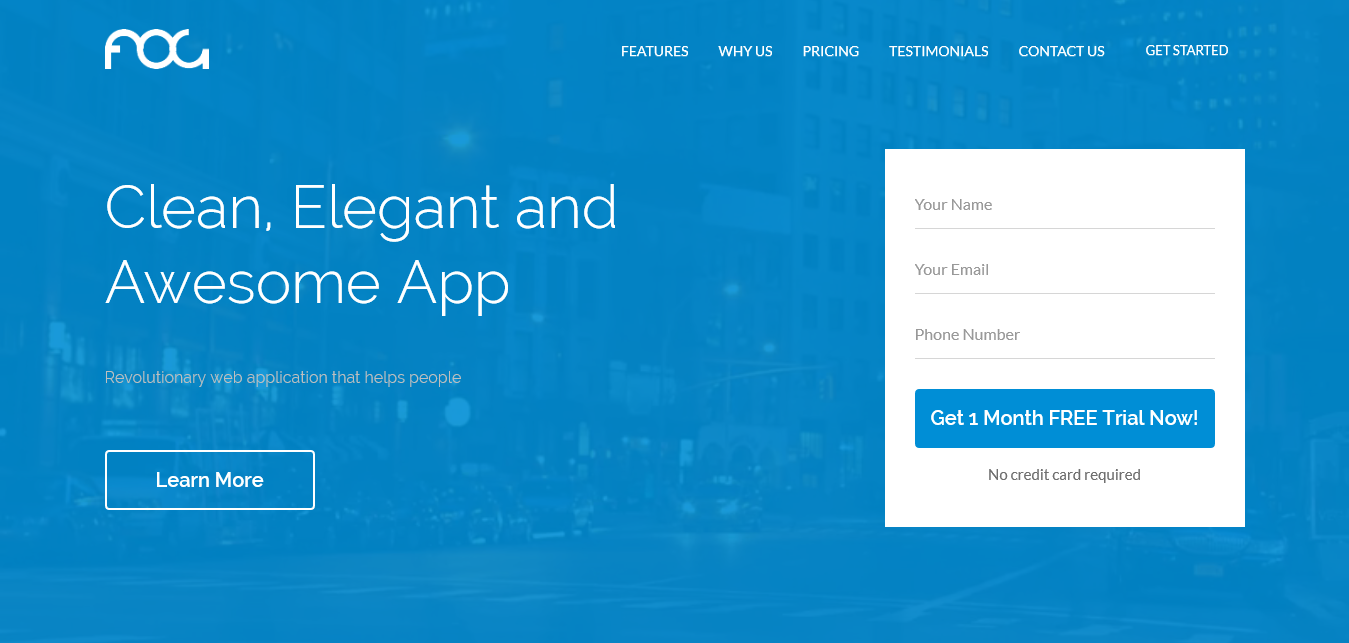 FOG
FEATURES WHY US PRICING TESTIMONIALS CONTACT US GET STARTED
Clean, Elegant and
Awesome App
Revolutionary web application that helps people
Learn More
Your Name
Your Email
Phone Number
Get 1 Month FREE Trial Now!
No credit card required